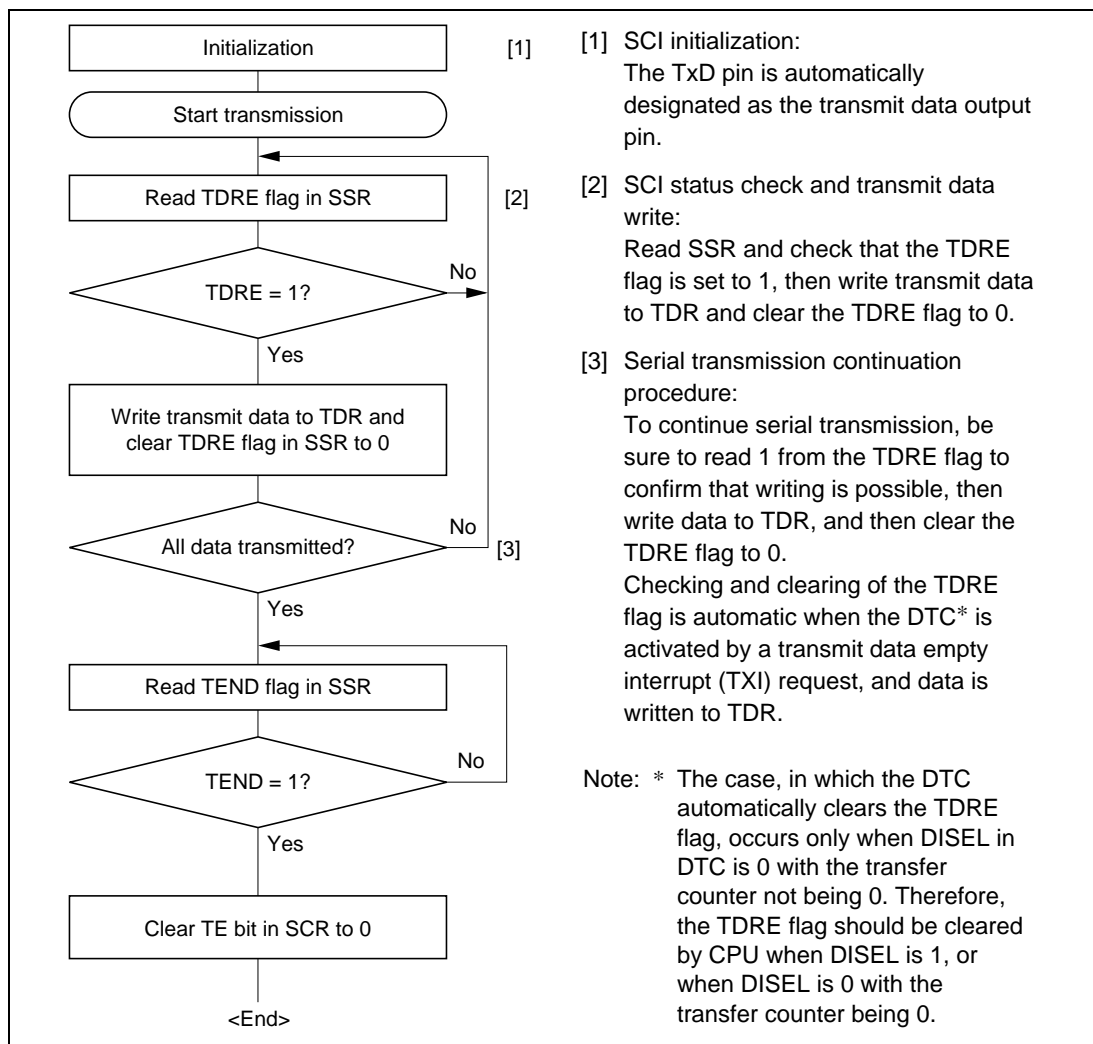 Initialization
[1]
Start transmission
Read TDRE flag in SSR
[2]
TDRE = 1?
No
Yes
Write transmit data to TDR and
clear TDRE flag in SSR to 0
All data transmitted?
No
[3]
Yes
Read TEND flag in SSR
TEND = 1?
No
Yes
Clear TE bit in SCR to 0
<End>
[1] SCI initialization:
The TxD pin is automatically
designated as the transmit data output
pin.
[2] SCI status check and transmit data
write:
Read SSR and check that the TDRE
flag is set to 1, then write transmit data
to TDR and clear the TDRE flag to 0.
[3] Serial transmission continuation
procedure:
To continue serial transmission, be
sure to read 1 from the TDRE flag to
confirm that writing is possible, then
write data to TDR, and then clear the
TDRE flag to 0.
Checking and clearing of the TDRE
flag is automatic when the DTC* is
activated by a transmit data empty
interrupt (TXI) request, and data is
written to TDR.
Note: * The case, in which the DTC
automatically clears the TDRE
flag, occurs only when DISEL in
DTC is 0 with the transfer
counter not being 0. Therefore,
the TDRE flag should be cleared
by CPU when DISEL is 1, or
when DISEL is 0 with the
transfer counter being 0.